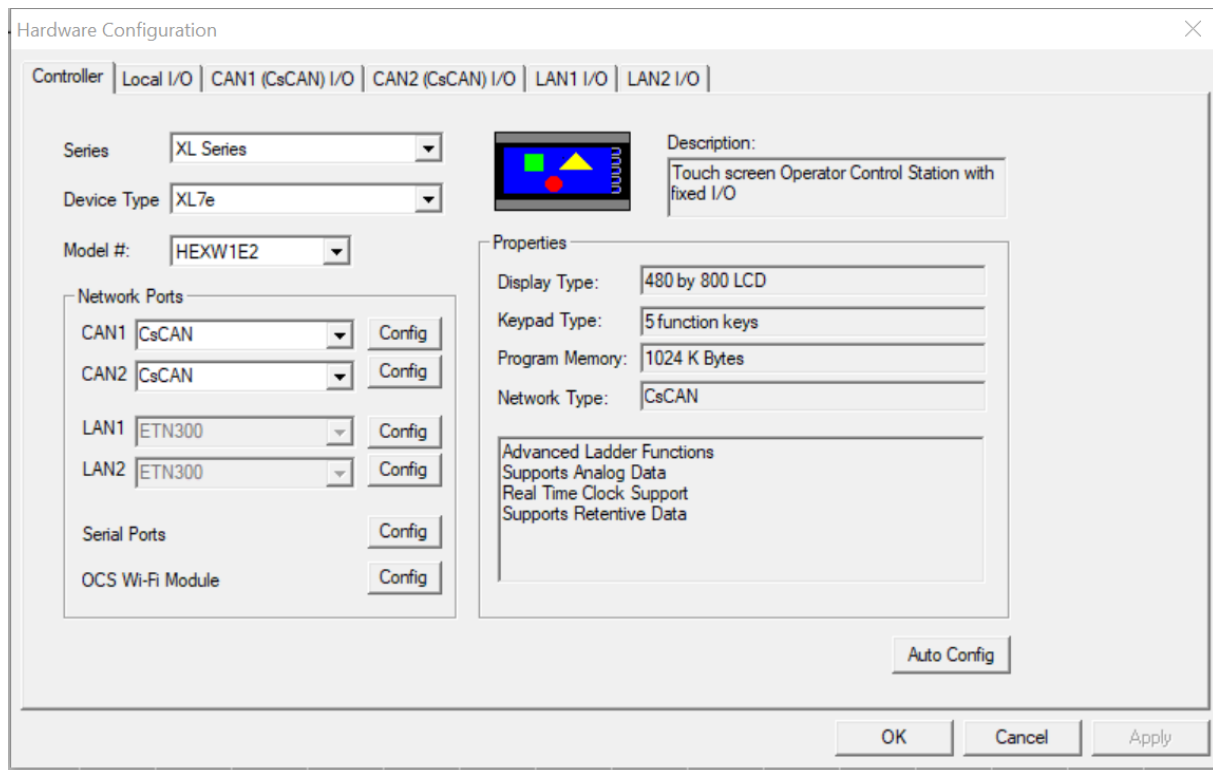 Hardware Configuration
Controller Local I/O CAN1 (CsCAN) I/O CAN2 (CsCAN) I/O LAN1 I/O LAN2 I/O
Series XL Series
Device Type XL7e
Model #: HEXW1E2
Network Ports
CAN1 CsCAN Config
CAN2 CsCAN Config
LAN1 ETN300 Config
LAN2 ETN300 Config
Serial Ports Config
OCS Wi-Fi Module Config
Description:
Touch screen Operator Control Station with
fixed I/O
Properties
Display Type: 480 by 800 LCD
Keypad Type: 5 function keys
Program Memory: 1024 K Bytes
Network Type: CsCAN
Advanced Ladder Functions
Supports Analog Data
Real Time Clock Support
Supports Retentive Data
Auto Config
OK Cancel Apply